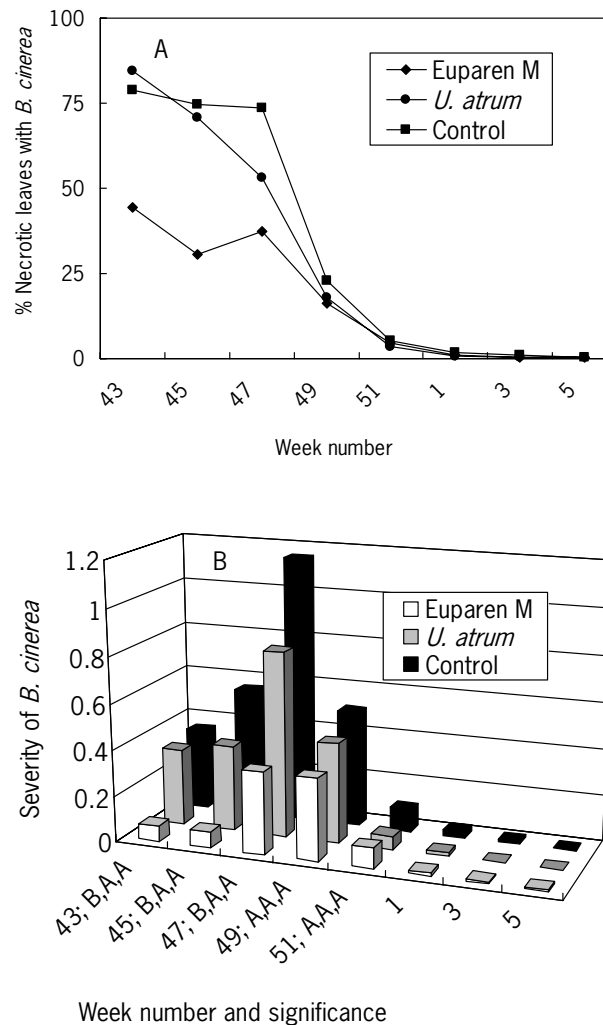 100
75
50
25
0
A
Euparen M
U. atrum
Control
% Necrotic leaves with B. cinerea
43
45
47
49
51
1
3
5
Week number
1.2
1
0.8
0.6
0.4
0.2
0
B
Euparen M
U. atrum
Control
Severity of B. cinerea
43; B,A,A
45; B,A,A
47; B,A,A
49; A,A,A
51; A,A,A
1
3
5
Week number and significance